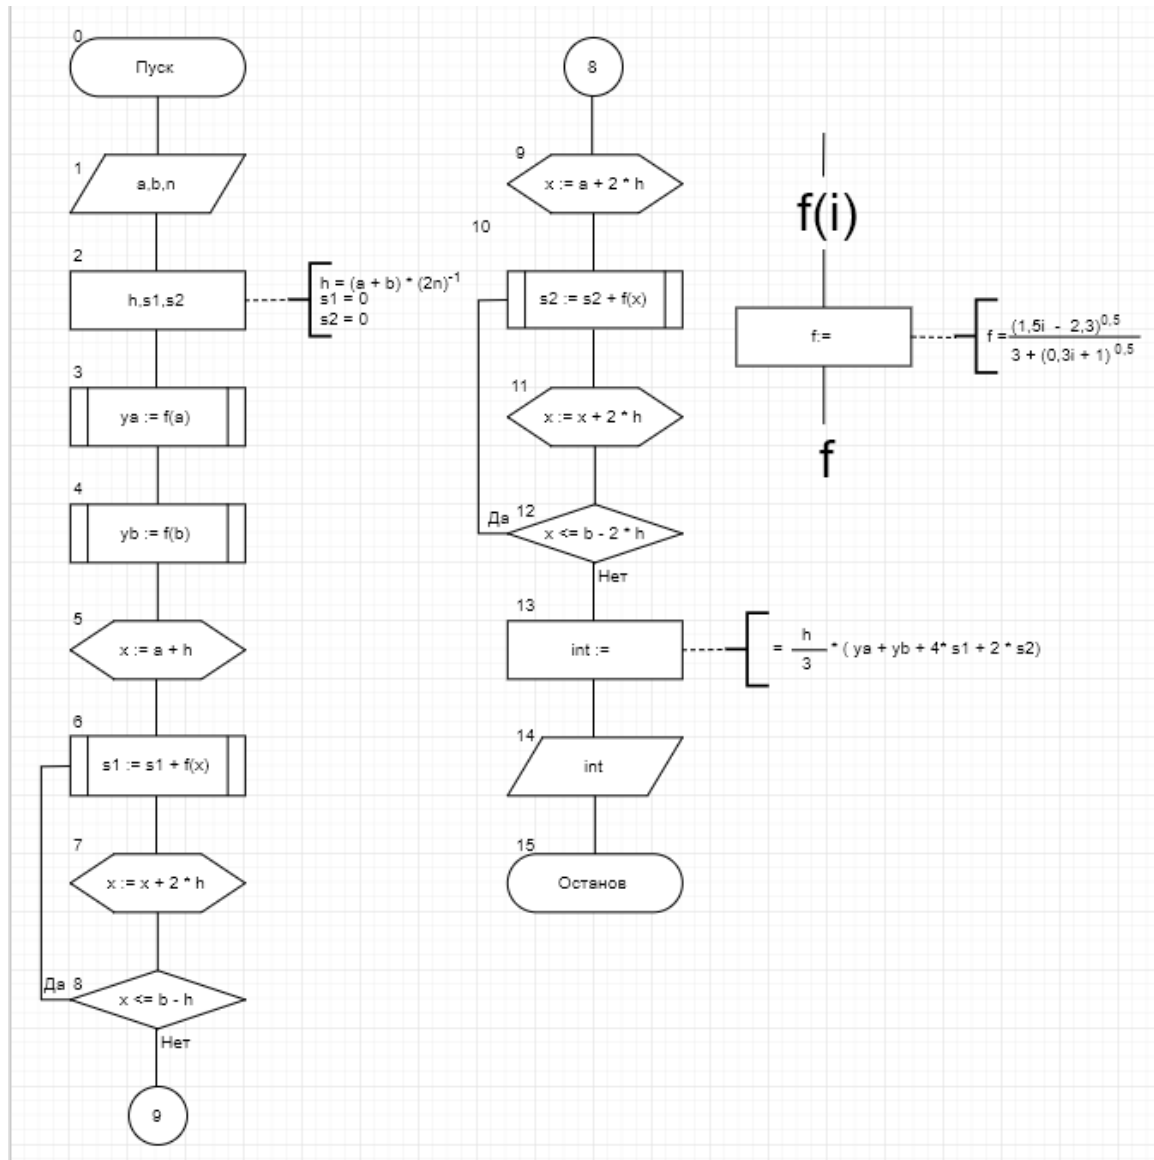 0
Пуск
1
a,b,n
2
h,s1,s2
h = (a + b) * (2n)^-1
s1 = 0
s2 = 0
3
ya := f(a)
4
yb := f(b)
5
x := a + h
6
s1 := s1 + f(x)
7
x := x + 2 * h
Да 8
x <= b - h
Нет
9
8
9
x := a + 2 * h
10
s2 := s2 + f(x)
11
x := x + 2 * h
Да 12
x <= b - 2 * h
Нет
13
int :=
= h
3
* ( ya + yb + 4* s1 + 2 * s2)
14
int
15
Останов
f(i)
f:=
f = (1,5i - 2,3)^0,5
3 + (0,3i + 1)^0,5
f